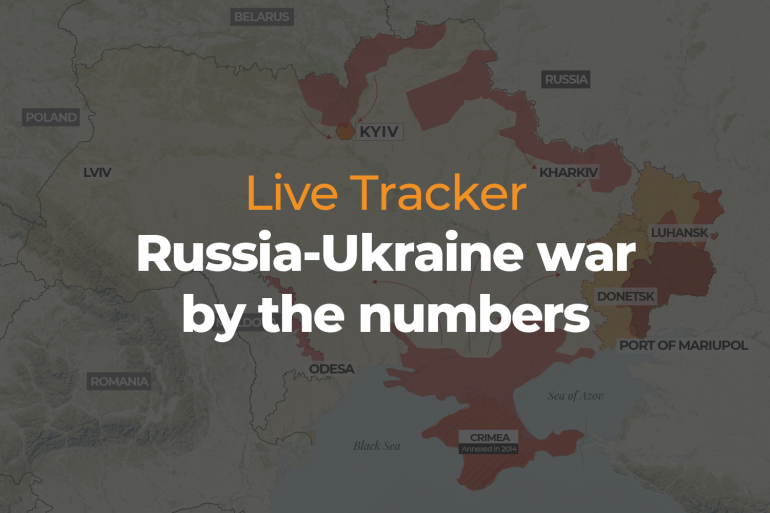 BELARUS
RUSSIA
POLAND
KYIV
LVIV
KHARKIV
Live Tracker
Russia-Ukraine war
by the numbers
LUHANSK
DONETSK
PORT OF MARIUPOL
ODESA
ROMANIA
Sea of Azov
Black Sea
CRIMEA
Annexed in 2014